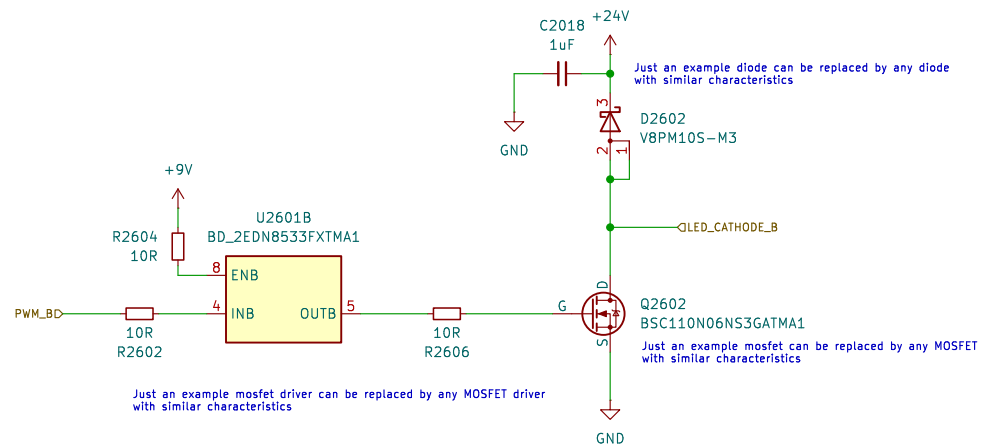 +24V
C2018
1uF
Just an example diode can be replaced by any diode
with similar characteristics
3
D2602
V8PM10S-M3
2
1
GND
+9V
U2601B
BD_2EDN8533FXTMA1
R2604
10R
8
ENB
LED_CATHODE_B
PWM_B
10R
R2602
4
INB
OUTB
5
10R
R2606
G
D
S
Q2602
BSC110N06NS3GATMA1
Just an example mosfet can be replaced by any MOSFET
with similar characteristics
Just an example mosfet driver can be replaced by any MOSFET driver
with similar characteristics
GND